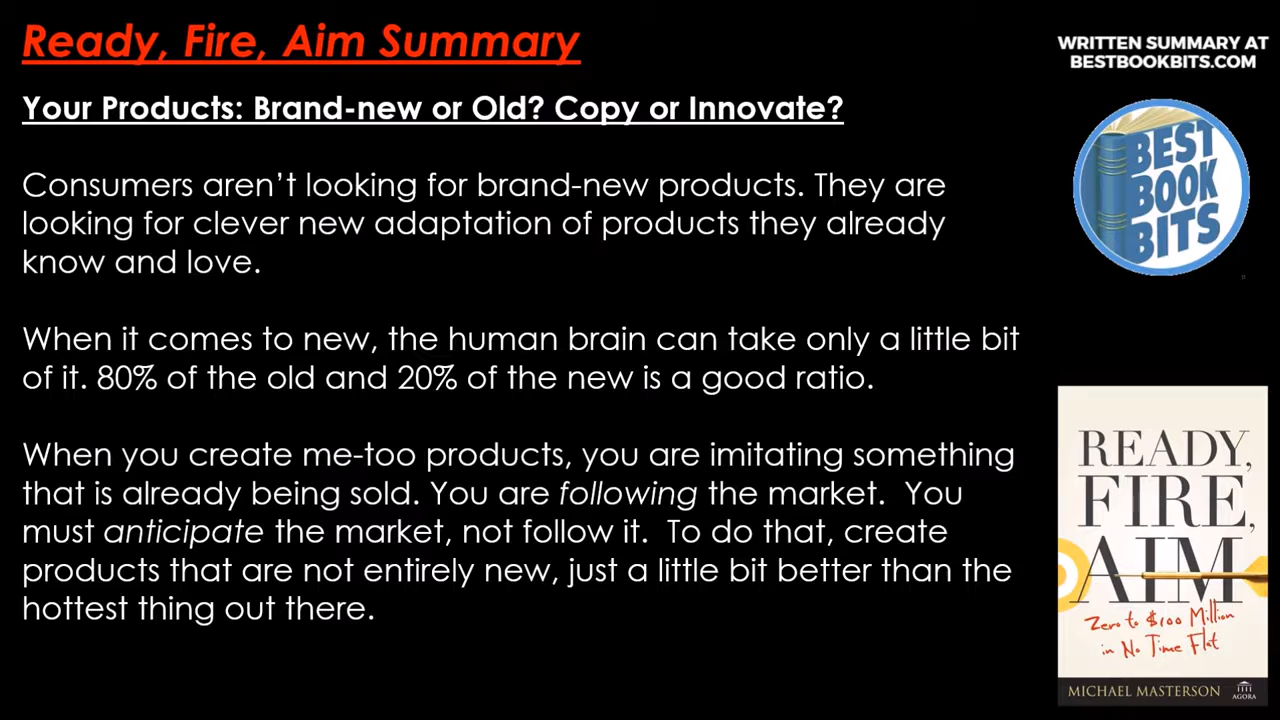 Ready, Fire, Aim Summary
WRITTEN SUMMARY AT
BESTBOOKBITS.COM
Your Products: Brand-new or Old? Copy or Innovate?
BEST
BOOK
BITS
Consumers aren’t looking for brand-new products. They are
looking for clever new adaptation of products they already
know and love.
When it comes to new, the human brain can take only a little bit
of it. 80% of the old and 20% of the new is a good ratio.
When you create me-too products, you are imitating something
that is already being sold. You are following the market.  You
must anticipate the market, not follow it.  To do that, create
products that are not entirely new, just a little bit better than the
hottest thing out there.
READY,
FIRE,
AIM
Zero to $100 Million
in No Time Flat
MICHAEL MASTERSON
AGORA